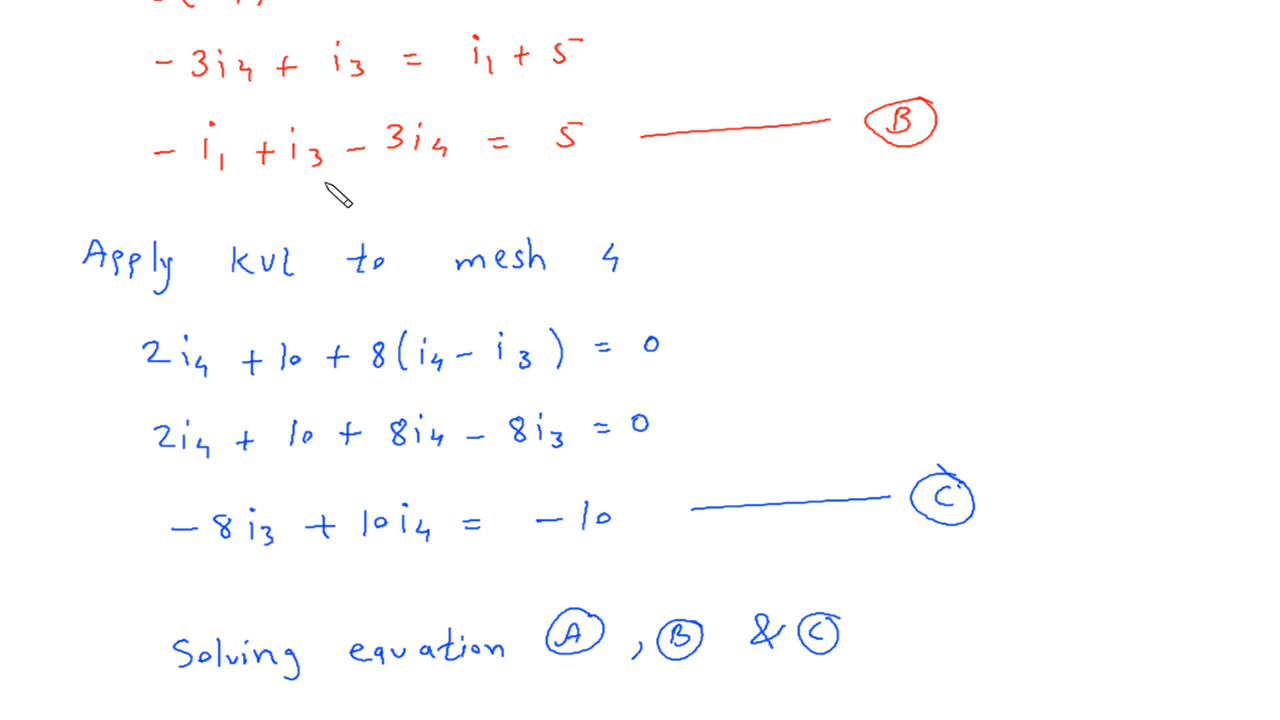 - 3i4 + i3 = i1 + 5
- i1 + i3 - 3i4 = 5 ——— B
Apply kvl to mesh 4
2i4 + 10 + 8(i4 - i3) = 0
2i4 + 10 + 8i4 - 8i3 = 0
- 8i3 + 10i4 = - 10 ——— C
Solving equation A, B & C